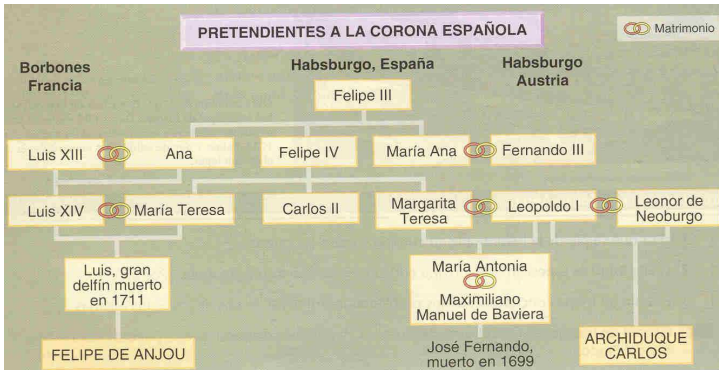 PRETENDIENTES A LA CORONA ESPAÑOLA
Matrimonio
Borbones
Francia
Habsburgo, España
Habsburgo
Austria
Felipe III
Luis XIII
Ana
Felipe IV
María Ana
Fernando III
Luis XIV
María Teresa
Carlos II
Margarita
Teresa
Leopoldo I
Leonor de
Neoburgo
Luis, gran
delfín muerto
en 1711
María Antonia
Maximiliano
Manuel de Baviera
FELIPE DE ANJOU
José Fernando,
muerto en 1699
ARCHIDUQUE
CARLOS